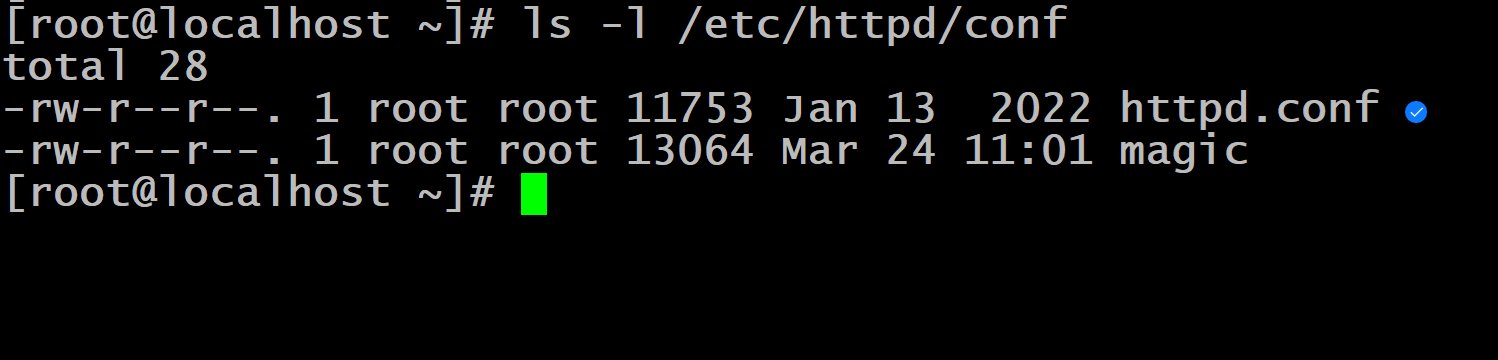 [root@localhost ~]# ls -l /etc/httpd/conf
total 28
-rw-r--r--. 1 root root 11753 Jan 13  2022 httpd.conf
-rw-r--r--. 1 root root 13064 Mar 24 11:01 magic
[root@localhost ~]#